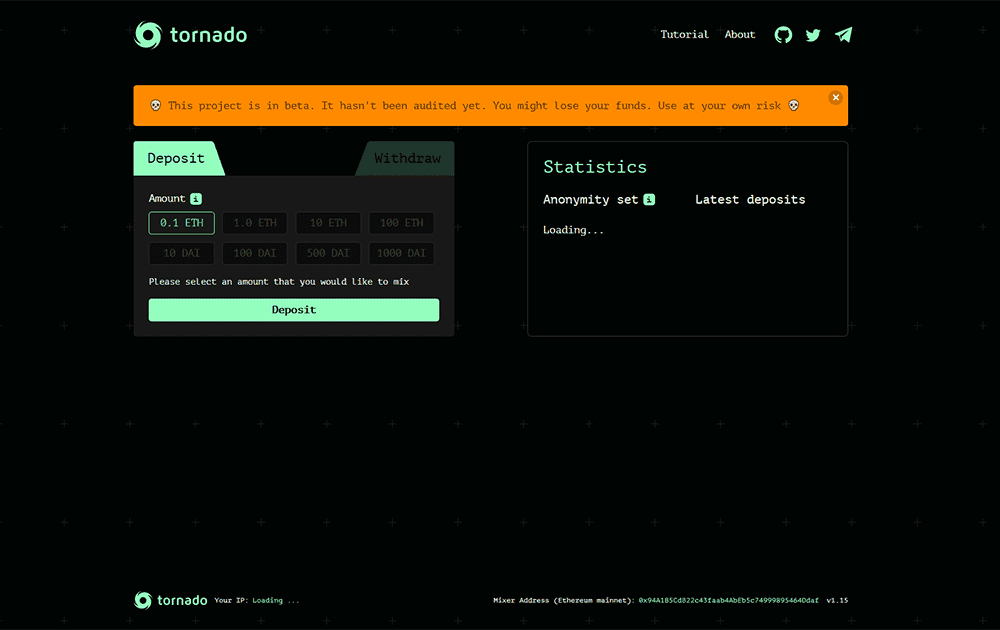 tornado
Tutorial About
💀 This project is in beta. It hasn't been audited yet. You might lose your funds. Use at your own risk 💀
Deposit Withdraw
Amount i
0.1 ETH 1.0 ETH 10 ETH 100 ETH
10 DAI 100 DAI 500 DAI 1000 DAI
Please select an amount that you would like to mix
Deposit
Statistics
Anonymity set i Latest deposits
Loading...
tornado Your IP: Loading ...
Mixer Address (Ethereum mainnet): v1.15